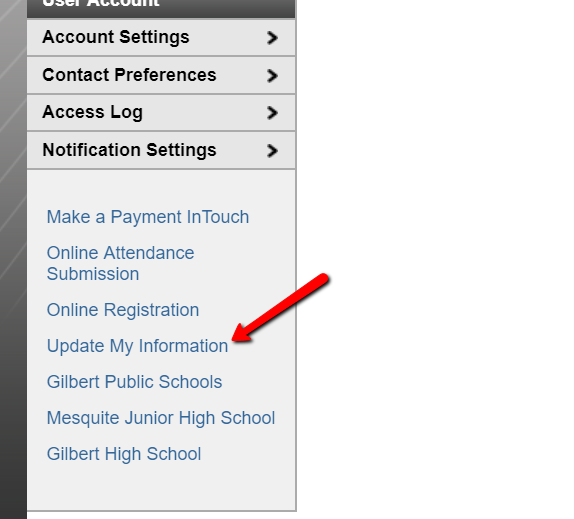 User Account
Account Settings
Contact Preferences
Access Log
Notification Settings
Make a Payment InTouch
Online Attendance
Submission
Online Registration
Update My Information
Gilbert Public Schools
Mesquite Junior High School
Gilbert High School